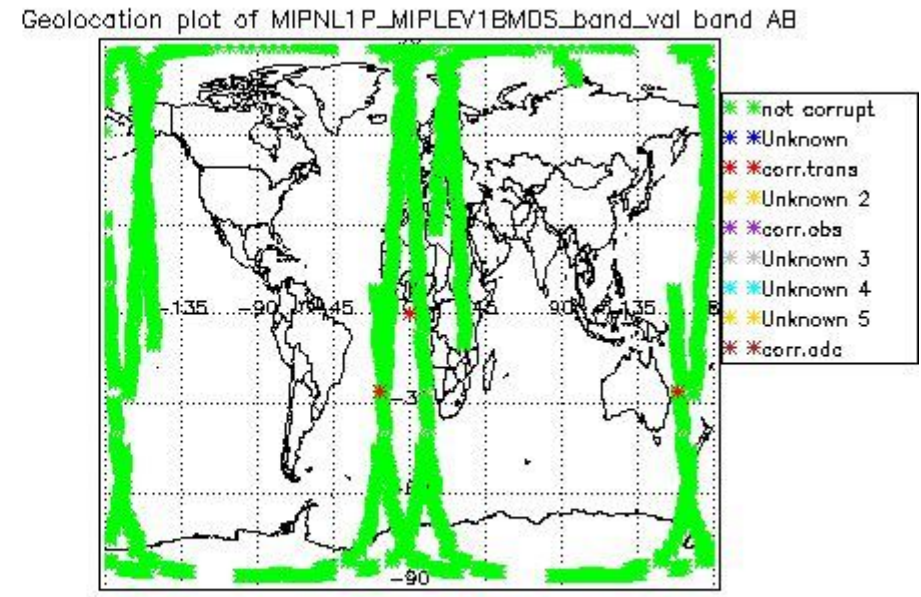 Geolocation plot of MIPNL1P_MIPLEV1BMDS_band_val band AB
not corrupt
Unknown
corr.trans
Unknown 2
corr.obs
Unknown 3
Unknown 4
Unknown 5
corr.adc
-135
-90
45
45
90
135
-3
-90